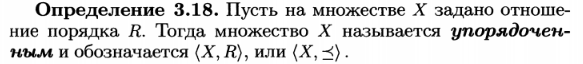 Определение 3.18. Пусть на множестве X задано отноше-
ние порядка R. Тогда множество X называется упорядочен-
ным и обозначается ⟨X, R⟩, или ⟨X, ⪯⟩.